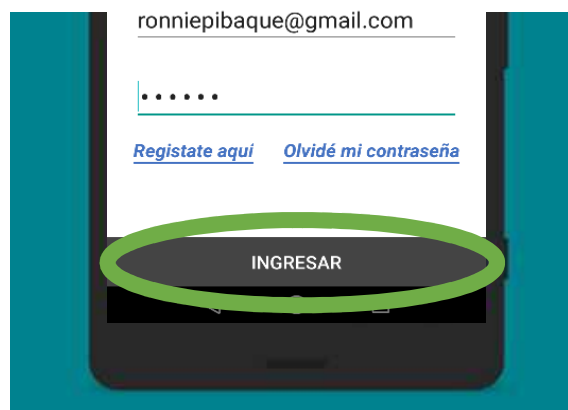 ronniepibaque@gmail.com
••••••
Registate aqui Olvidé mi contraseña
INGRESAR